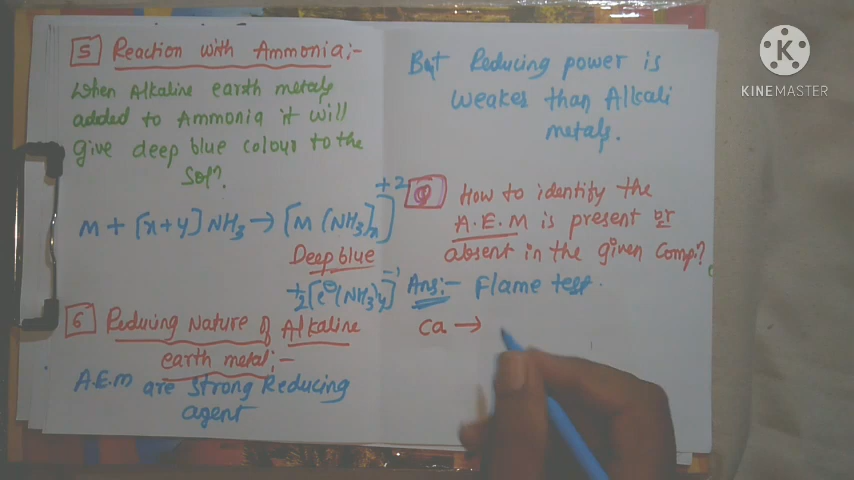 5 Reaction with Ammonia:-
When Alkaline earth metals
added to Ammonia it will
give deep blue colour to the
Solⁿ.
M + [x+y] NH₃ → [M (NH₃)ₓ]⁺²
Deep blue
+2[e⊖(NH₃)y]⁻¹
6 Reducing Nature of Alkaline
earth metal:-
A.E.M are strong Reducing
agent
But Reducing power is
weaker than Alkali
metals.
Q How to identify the
A.E.M is present or
absent in the given Comp.?
Ans:- Flame test.
Ca →
K
KINEMASTER